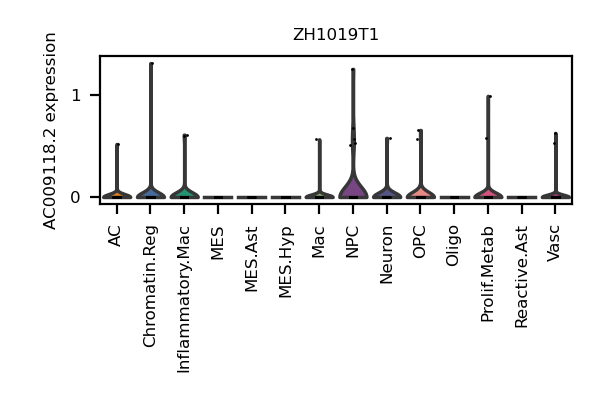 ZH1019T1
AC009118.2 expression
1
0
AC
Chromatin.Reg
Inflammatory.Mac
MES
MES.Ast
MES.Hyp
Mac
NPC
Neuron
OPC
Oligo
Prolif.Metab
Reactive.Ast
Vasc